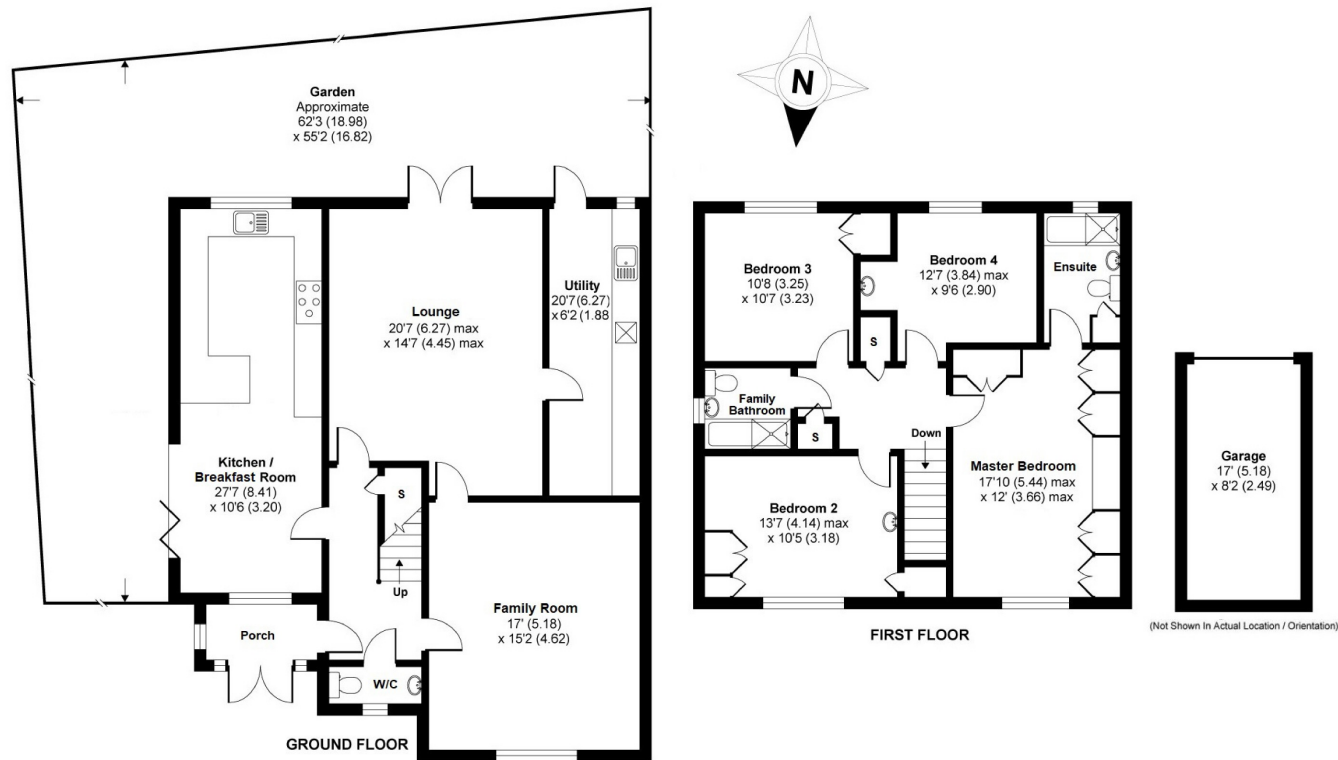 Garden
Approximate
62'3 (18.98)
x 55'2 (16.82)
N
Utility
20'7(6.27)
x6'2 (1.88
Lounge
20'7 (6.27) max
x 14'7 (4.45) max
Kitchen /
Breakfast Room
27'7 (8.41)
x 10'6 (3.20)
S
Up
Family Room
17' (5.18)
x 15'2 (4.62)
Porch
W/C
GROUND FLOOR
Bedroom 3
10'8 (3.25)
x 10'7 (3.23)
Bedroom 4
12'7 (3.84) max
x 9'6 (2.90)
Ensuite
S
Family
Bathroom
S
Down
Master Bedroom
17'10 (5.44) max
x 12' (3.66) max
Bedroom 2
13'7 (4.14) max
x 10'5 (3.18)
FIRST FLOOR
Garage
17' (5.18)
x 8'2 (2.49)
(Not Shown In Actual Location / Orientation)